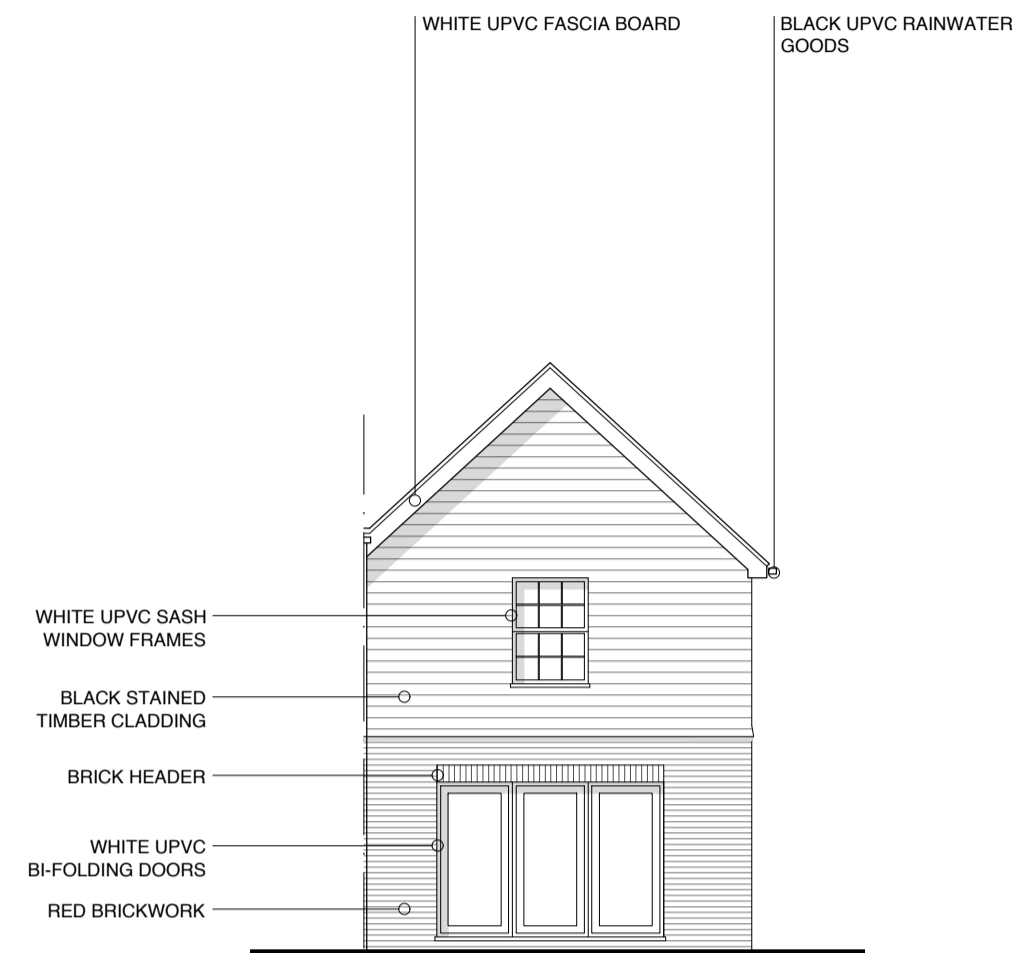 WHITE UPVC FASCIA BOARD
BLACK UPVC RAINWATER
GOODS
WHITE UPVC SASH
WINDOW FRAMES
BLACK STAINED
TIMBER CLADDING
BRICK HEADER
WHITE UPVC
BI-FOLDING DOORS
RED BRICKWORK